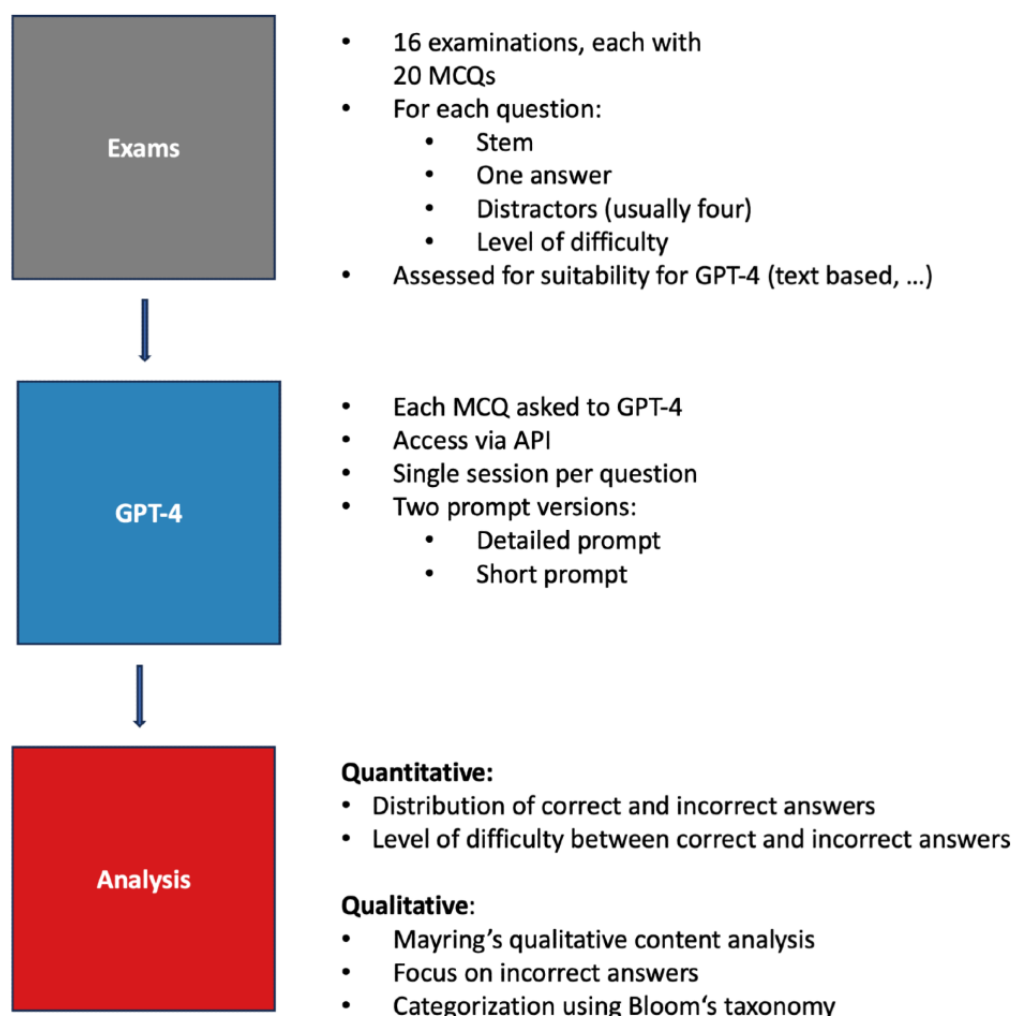 Exams
• 16 examinations, each with
20 MCQs
• For each question:
• Stem
• One answer
• Distractors (usually four)
• Level of difficulty
• Assessed for suitability for GPT-4 (text based, ...)
GPT-4
• Each MCQ asked to GPT-4
• Access via API
• Single session per question
• Two prompt versions:
• Detailed prompt
• Short prompt
Analysis
Quantitative:
• Distribution of correct and incorrect answers
• Level of difficulty between correct and incorrect answers
Qualitative:
• Mayring’s qualitative content analysis
• Focus on incorrect answers
• Categorization using Bloom‘s taxonomy